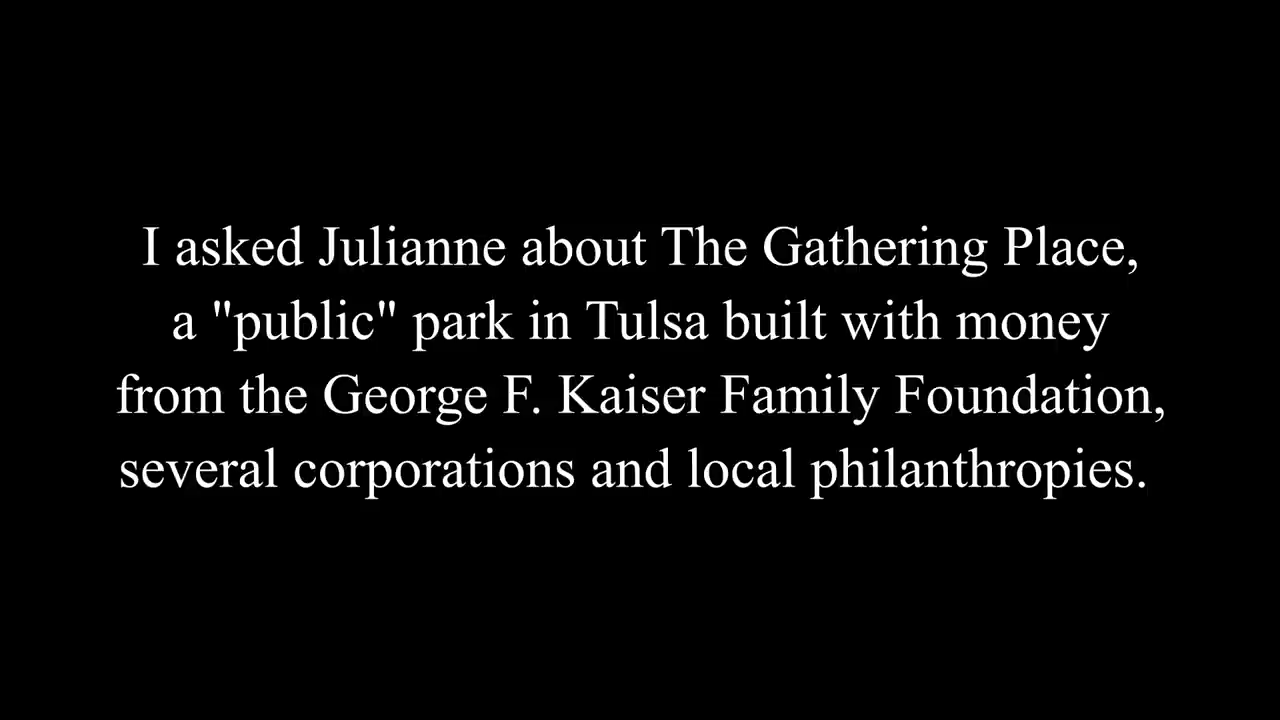 I asked Julianne about The Gathering Place,
a "public" park in Tulsa built with money
from the George F. Kaiser Family Foundation,
several corporations and local philanthropies.